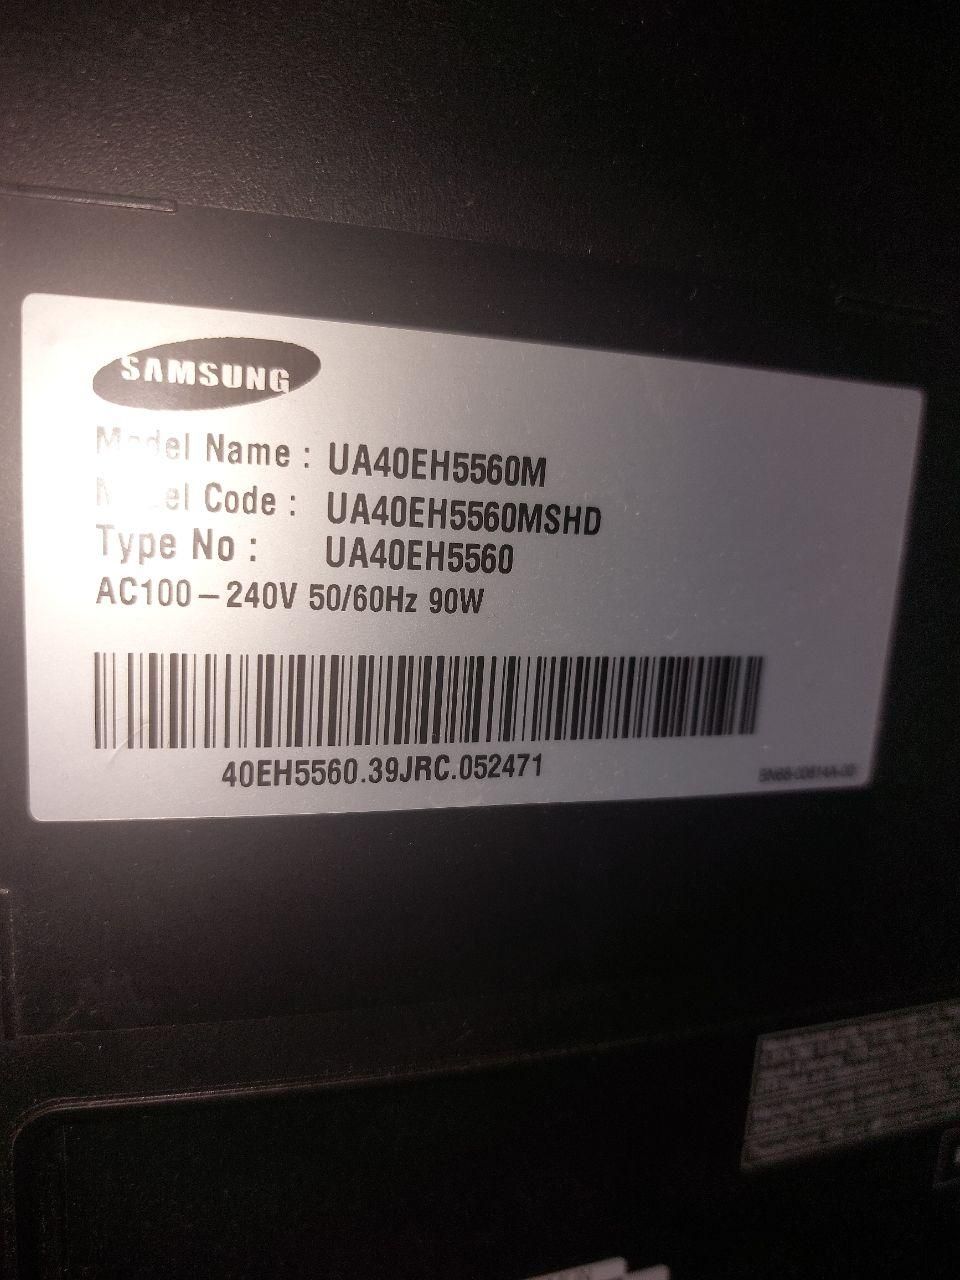 SAMSUNG
Model Name : UA40EH5560M
Model Code : UA40EH5560MSHD
Type No : UA40EH5560
AC100－240V 50/60Hz 90W
40EH5560.39JRC.052471